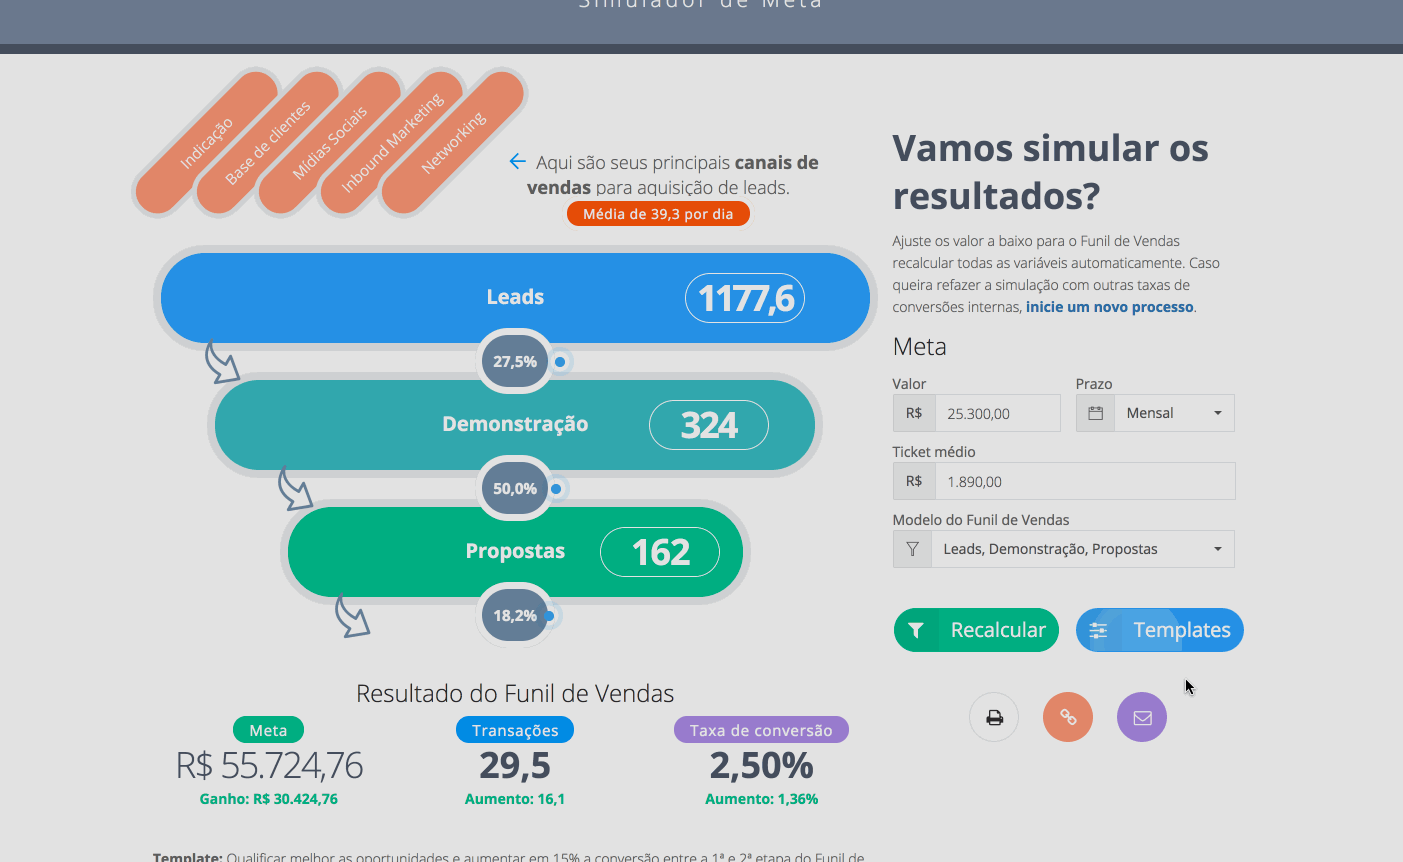 Simulador de Meta
Indicação
Base de clientes
Mídias Sociais
Inbound Marketing
Networking
Aqui são seus principais canais de
vendas para aquisição de leads.
Média de 39,3 por dia
Leads
1177,6
27,5%
Demonstração
324
50,0%
Propostas
162
18,2%
Resultado do Funil de Vendas
Meta
R$ 55.724,76
Ganho: R$ 30.424,76
Transações
29,5
Aumento: 16,1
Taxa de conversão
2,50%
Aumento: 1,36%
Template: Qualificar melhor as oportunidades e aumentar em 15% a conversão entre a 1ª e 2ª etapa do Funil de
Vamos simular os
resultados?
Ajuste os valor a baixo para o Funil de Vendas
recalcular todas as variáveis automaticamente. Caso
queira refazer a simulação com outras taxas de
conversões internas, inicie um novo processo.
Meta
Valor
R$ 25.300,00
Prazo
Mensal
Ticket médio
R$ 1.890,00
Modelo do Funil de Vendas
Leads, Demonstração, Propostas
Recalcular
Templates